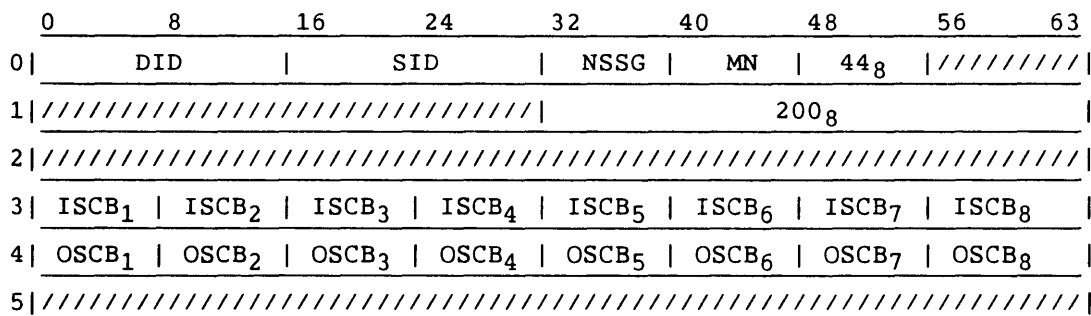 0 8 16 24 32 40 48 56 63
0| DID | SID | NSSG | MN | 44₈ |/////////|
1|///////////////////////////////| 200₈ |
2|/////////////////////////////////////////////////////////////////|
3| ISCB₁ | ISCB₂ | ISCB₃ | ISCB₄ | ISCB₅ | ISCB₆ | ISCB₇ | ISCB₈ |
4| OSCB₁ | OSCB₂ | OSCB₃ | OSCB₄ | OSCB₅ | OSCB₆ | OSCB₇ | OSCB₈ |
5|/////////////////////////////////////////////////////////////////|